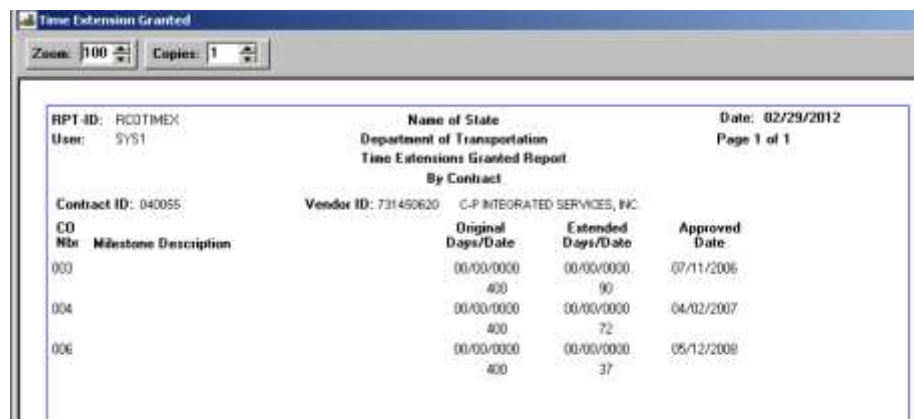 Time Extension Granted
Zoom: 100 Copies: 1
RPT-ID: RCOTIMEX Name of State Date: 02/29/2012
User: SYS1 Department of Transportation Page 1 of 1
Time Extensions Granted Report
By Contract
Contract ID: 040055 Vendor ID: 731450620 C-P INTEGRATED SERVICES, INC.
CO Original Extended Approved
Nbr Milestone Description Days/Date Days/Date Date
003 00/00/0000 00/00/0000 07/11/2006
400 90
004 00/00/0000 00/00/0000 04/02/2007
400 72
006 00/00/0000 00/00/0000 05/12/2008
400 37